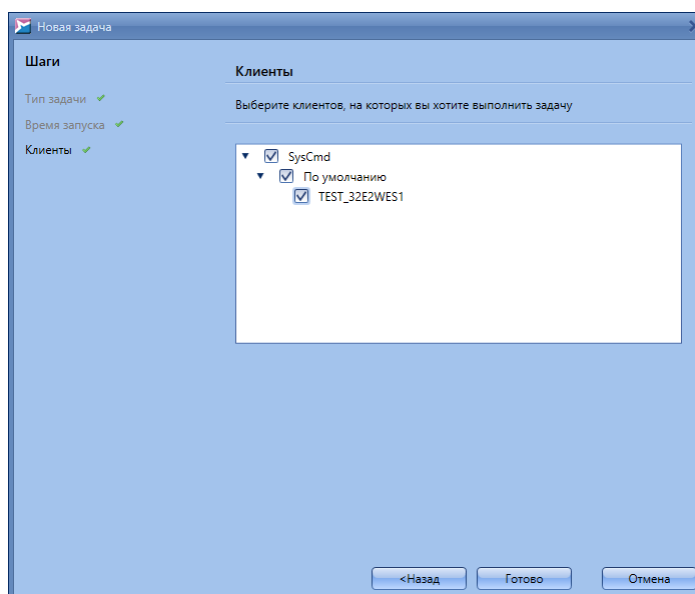 Новая задача
Шаги
Тип задачи
Время запуска
Клиенты
Клиенты
Выберите клиентов, на которых вы хотите выполнить задачу
SysCmd
По умолчанию
TEST_32E2WES1
<Назад
Готово
Отмена